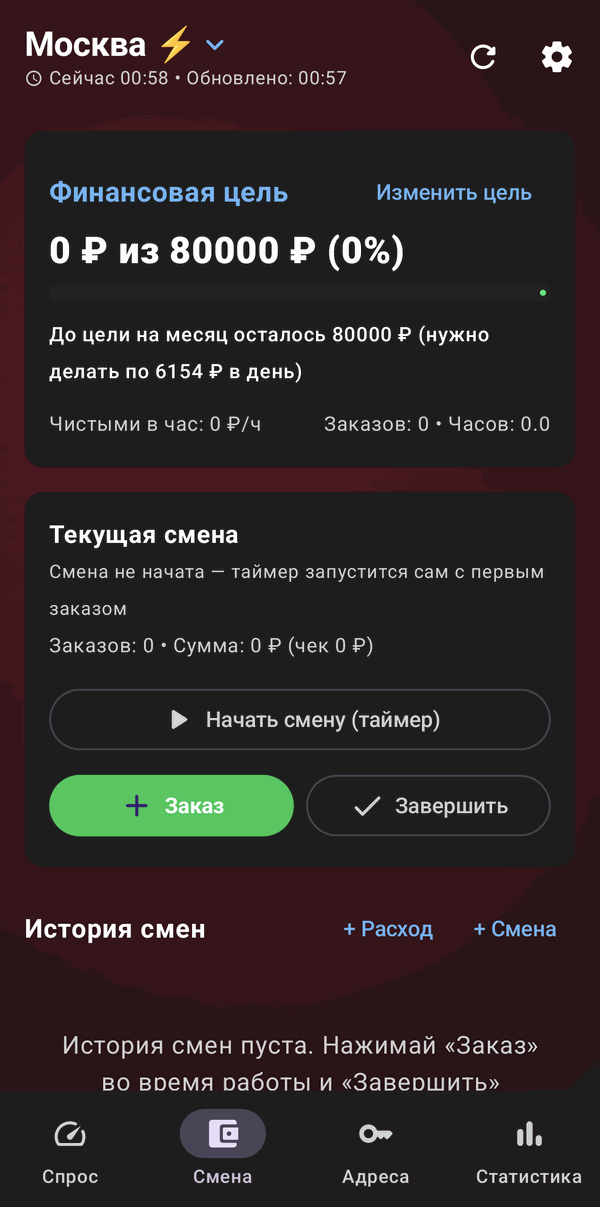 Москва ⚡
Сейчас 00:58 • Обновлено: 00:57
Финансовая цель
Изменить цель
0 ₽ из 80000 ₽ (0%)
До цели на месяц осталось 80000 ₽ (нужно
делать по 6154 ₽ в день)
Чистыми в час: 0 ₽/ч
Заказов: 0 • Часов: 0.0
Текущая смена
Смена не начата — таймер запустится сам с первым
заказом
Заказов: 0 • Сумма: 0 ₽ (чек 0 ₽)
Начать смену (таймер)
Заказ
Завершить
История смен
+ Расход
+ Смена
История смен пуста. Нажимай «Заказ»
во время работы и «Завершить»
Спрос
Смена
Адреса
Статистика